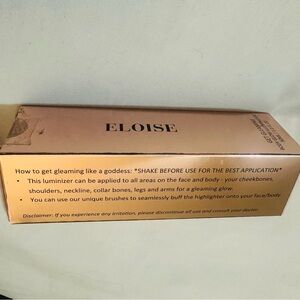 ELOISE
How to get gleaming like a goddess: *SHAKE BEFORE USE FOR THE BEST APPLICATION*
• This luminizer can be applied to all areas on the face and body - your cheekbones,
shoulders, neckline, collar bones, legs and arms for a gleaming glow.
• You can use our unique brushes to seamlessly buff the highlighter onto your face/body.
Disclaimer: If you experience any irritation, please discontinue all use and consult your doctor.